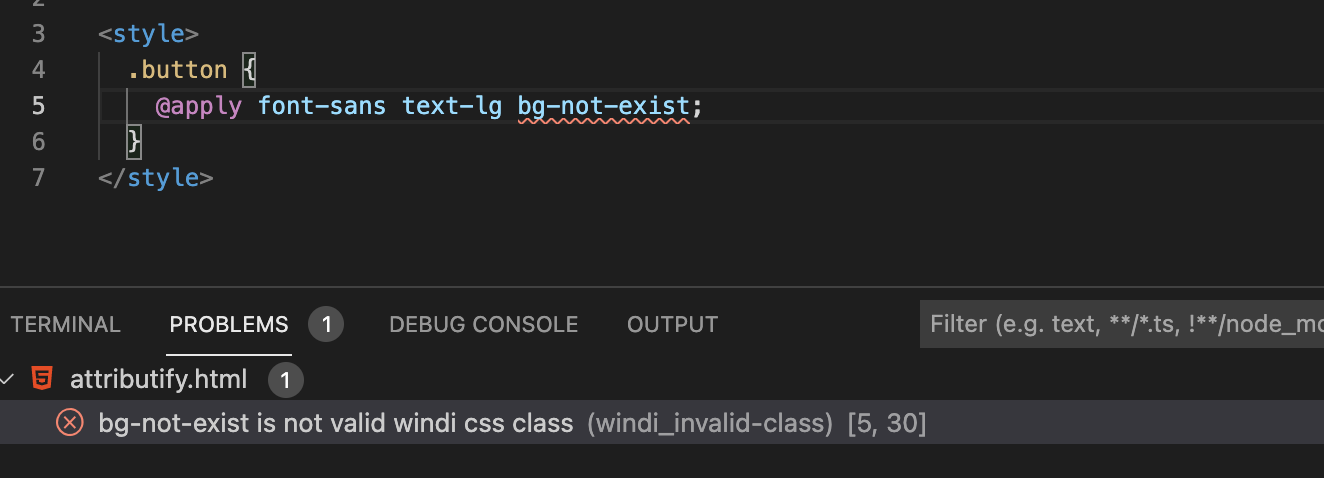 2
3 <style>
4 .button {
5 @apply font-sans text-lg bg-not-exist;
6 }
7 </style>
TERMINAL PROBLEMS 1 DEBUG CONSOLE OUTPUT Filter (e.g. text, **/*.ts, !**/node_mo
attributify.html 1
bg-not-exist is not valid windi css class (windi_invalid-class) [5, 30]